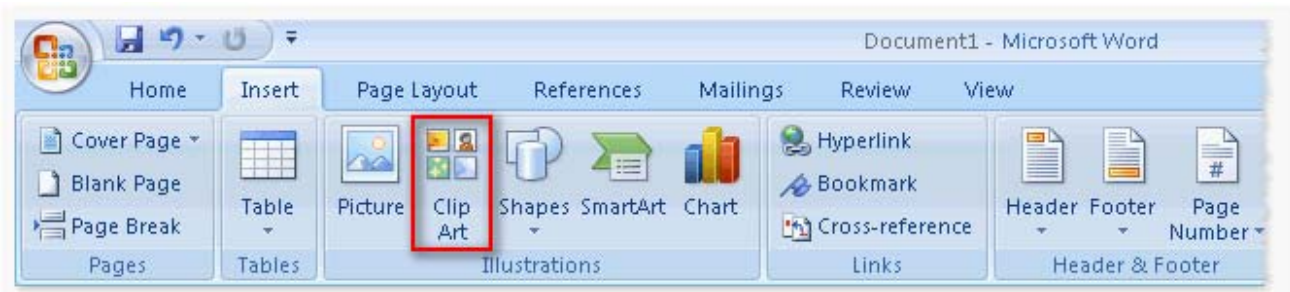 Document1 - Microsoft Word
Home Insert Page Layout References Mailings Review View
Cover Page
Blank Page
Page Break
Table
Picture
Clip
Art
Shapes
SmartArt
Chart
Hyperlink
Bookmark
Cross-reference
Header
Footer
#
Page
Number
Pages Tables Illustrations Links Header & Footer